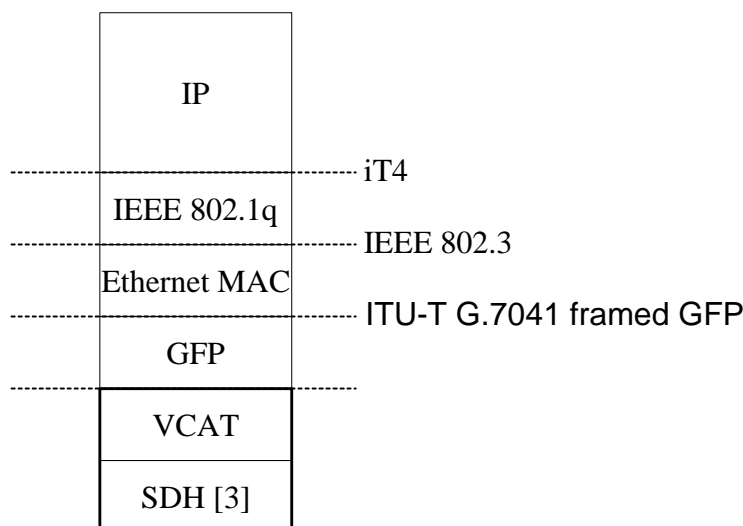 IP
iT4
IEEE 802.1q
IEEE 802.3
Ethernet MAC
ITU-T G.7041 framed GFP
GFP
VCAT
SDH [3]